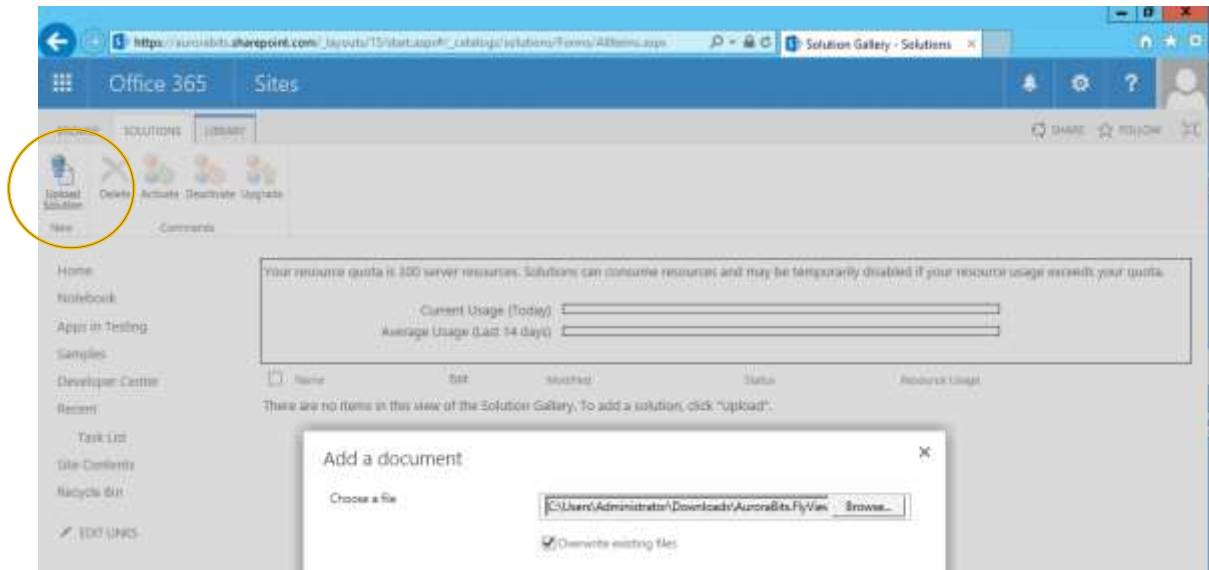 https://aurorabits.sharepoint.com/_layouts/15/start.aspx#/_catalogs/solutions/Forms/AllItems.aspx
Solution Gallery - Solutions
Office 365 Sites
BROWSE SOLUTIONS LIBRARY SHARE FOLLOW
Upload Solution Delete Activate Deactivate Upgrade
New Commands
Home
Notebook
Apps in Testing
Samples
Developer Center
Recent
Task List
Site Contents
Recycle Bin
EDIT LINKS
Your resource quota is 300 server resources. Solutions can consume resources and may be temporarily disabled if your resource usage exceeds your quota.
Current Usage (Today)
Average Usage (Last 14 days)
Name Edit Modified Status Resource Usage
There are no items in this view of the Solution Gallery. To add a solution, click "Upload".
Add a document
Choose a file
C:\Users\Administrator\Downloads\AuroraBits.FlyView Browse...
Overwrite existing files